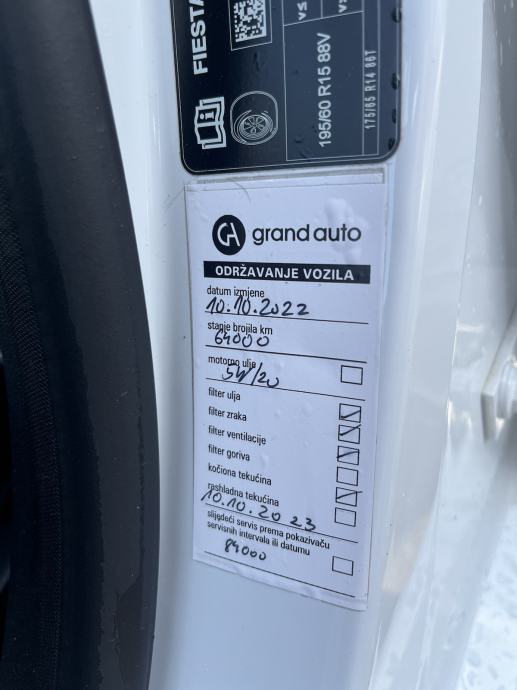 FIESTA
195/60 R15 88V
175/65 R14 86T
grand auto
ODRŽAVANJE VOZILA
datum izmjene
10.10.2022
stanje brojila km
64000
motorno ulje
5W/20
filter ulja
filter zraka
filter ventilacije
filter goriva
kočiona tekućina
rashladna tekućina
10.10.2023
slijedeći servis prema pokazivaču
servisnih intervala ili datumu
84000